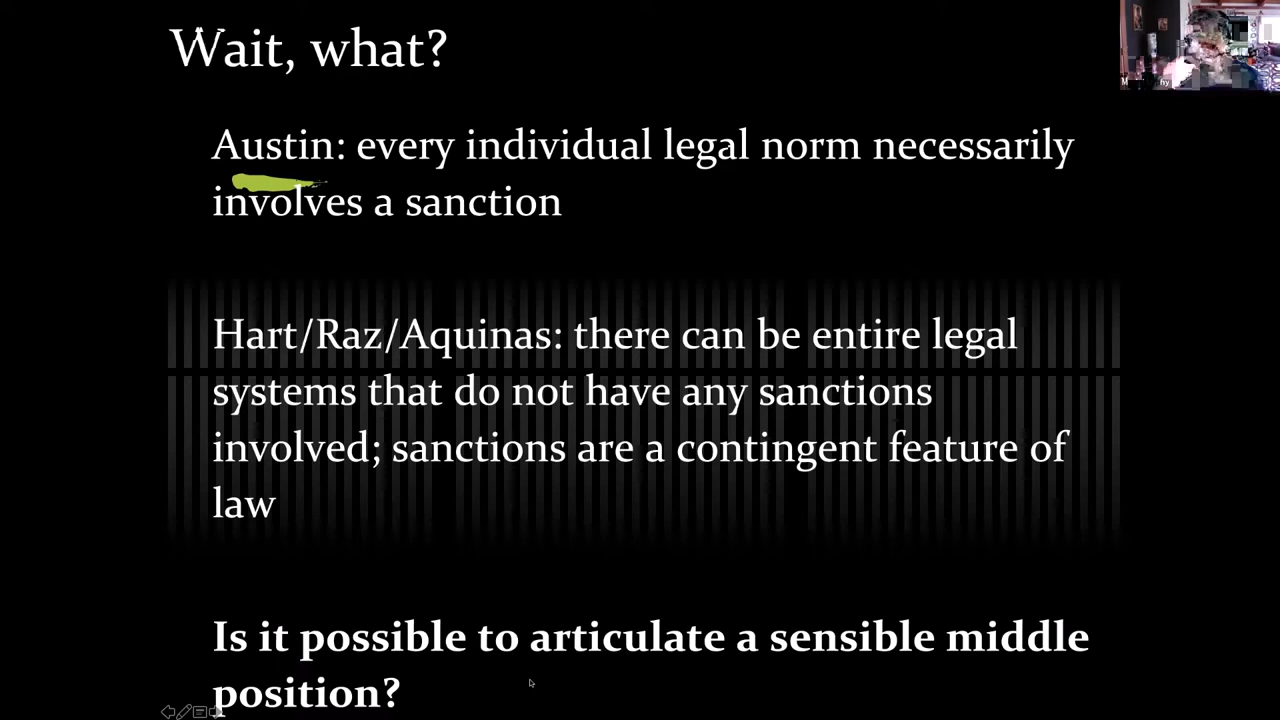 Wait, what?
Austin: every individual legal norm necessarily
involves a sanction
Hart/Raz/Aquinas: there can be entire legal
systems that do not have any sanctions
involved; sanctions are a contingent feature of
law
Is it possible to articulate a sensible middle
position?